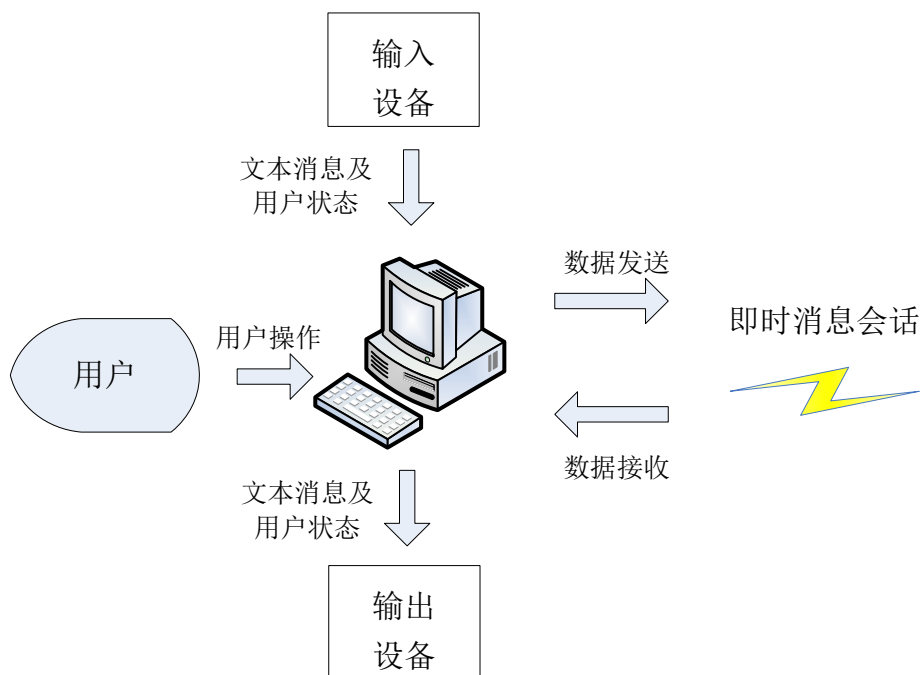 输入
设备
文本消息及
用户状态
数据发送
即时消息会话
用户操作
用户
数据接收
文本消息及
用户状态
输出
设备